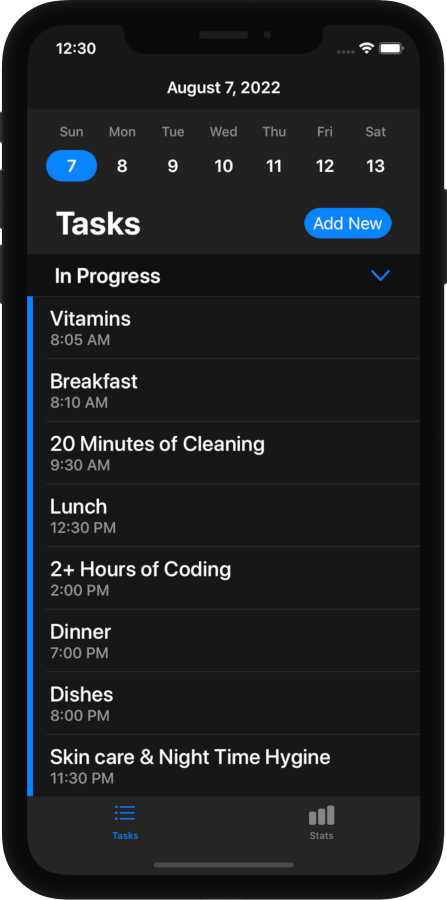 12:30
August 7, 2022
Sun Mon Tue Wed Thu Fri Sat
7 8 9 10 11 12 13
Tasks Add New
In Progress
Vitamins
8:05 AM
Breakfast
8:10 AM
20 Minutes of Cleaning
9:30 AM
Lunch
12:30 PM
2+ Hours of Coding
2:00 PM
Dinner
7:00 PM
Dishes
8:00 PM
Skin care & Night Time Hygine
11:30 PM
Tasks Stats